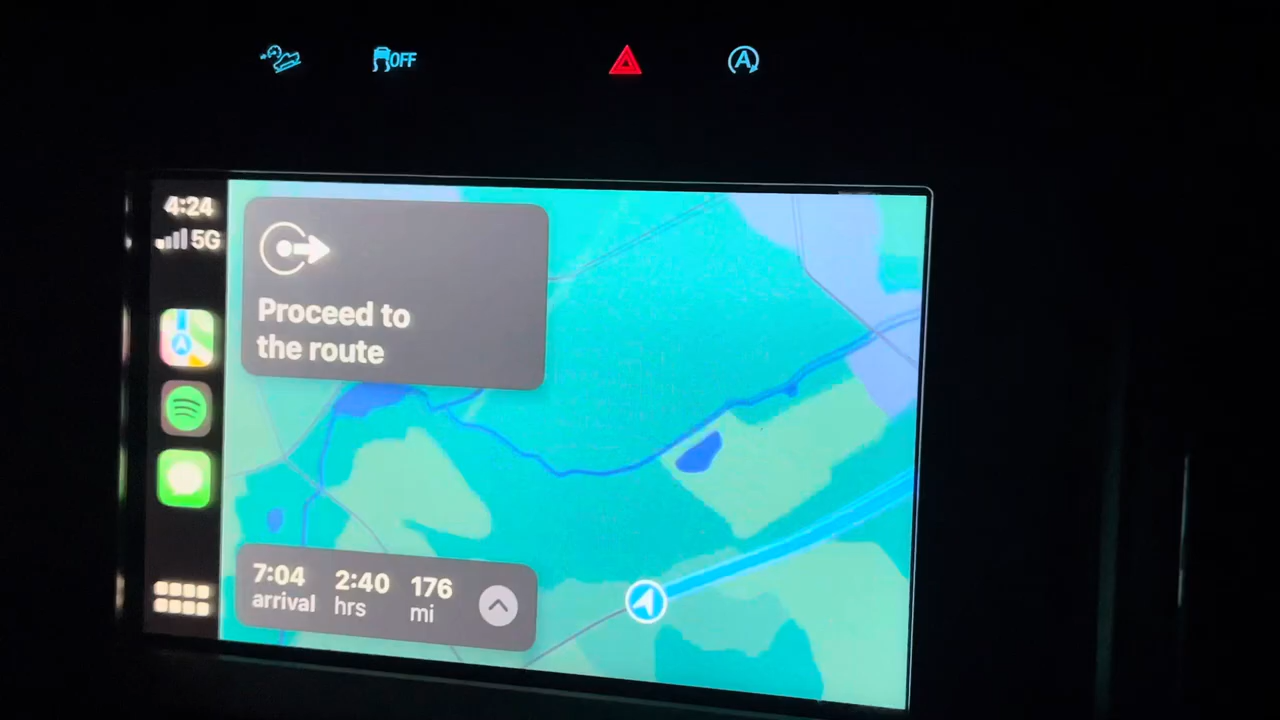 OFF
A
4:24
5G
Proceed to
the route
7:04 2:40 176
arrival hrs mi